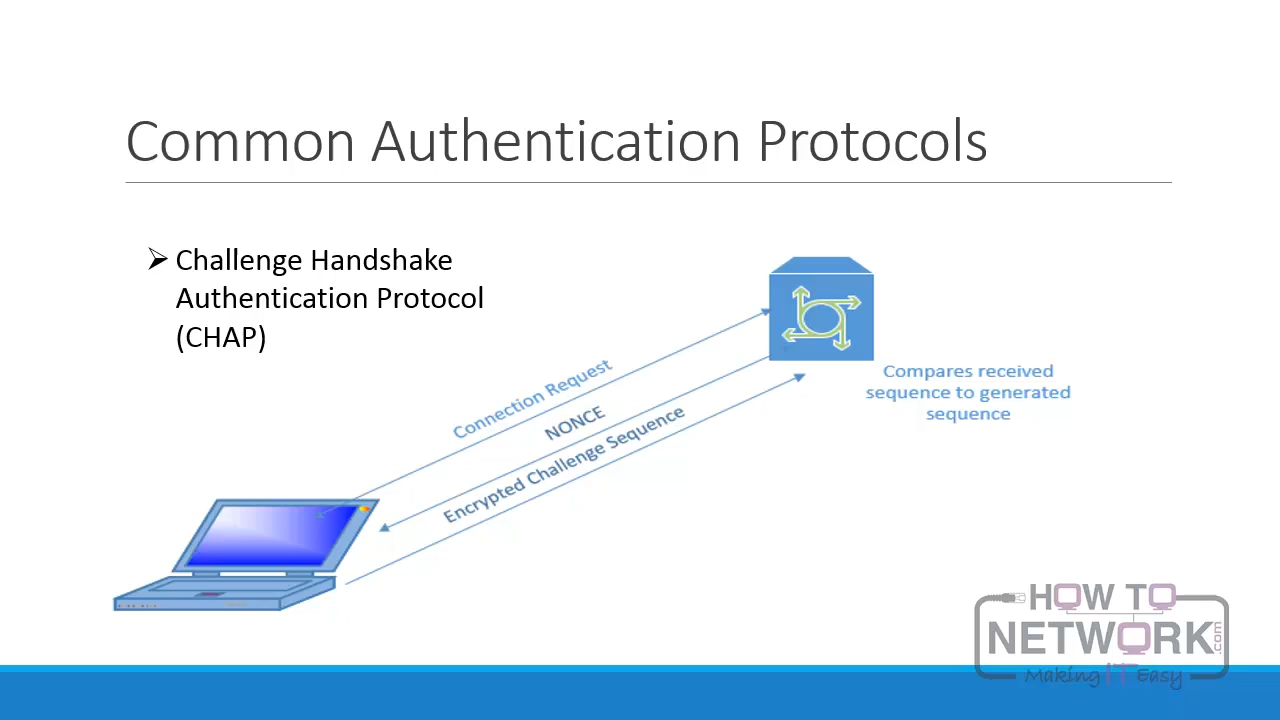 Common Authentication Protocols
Challenge Handshake
Authentication Protocol
(CHAP)
Connection Request
NONCE
Encrypted Challenge Sequence
Compares received
sequence to generated
sequence
HOW TO
NETWORK.com
Making IT Easy